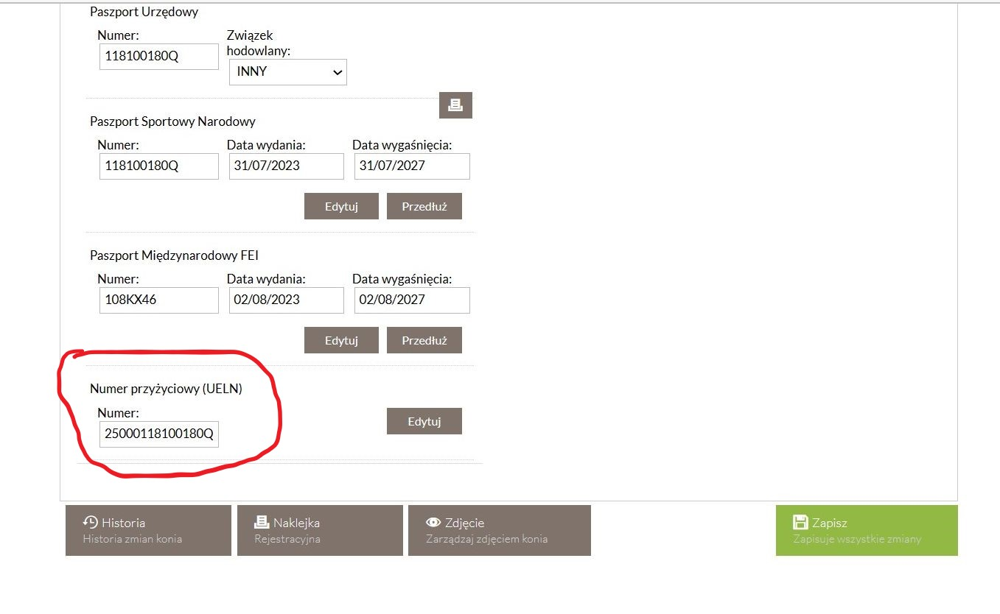 Paszport Urzędowy
Numer: Związek hodowlany:
118100180Q INNY
Paszport Sportowy Narodowy
Numer: Data wydania: Data wygaśnięcia:
118100180Q 31/07/2023 31/07/2027
Edytuj Przedłuż
Paszport Międzynarodowy FEI
Numer: Data wydania: Data wygaśnięcia:
108KX46 02/08/2023 02/08/2027
Edytuj Przedłuż
Numer przyżyciowy (UELN)
Numer:
25000118100180Q Edytuj
Historia Naklejka Zdjęcie Zapisz
Historia zmian konia Rejestracyjna Zarządzaj zdjęciem konia Zapisuje wszystkie zmiany